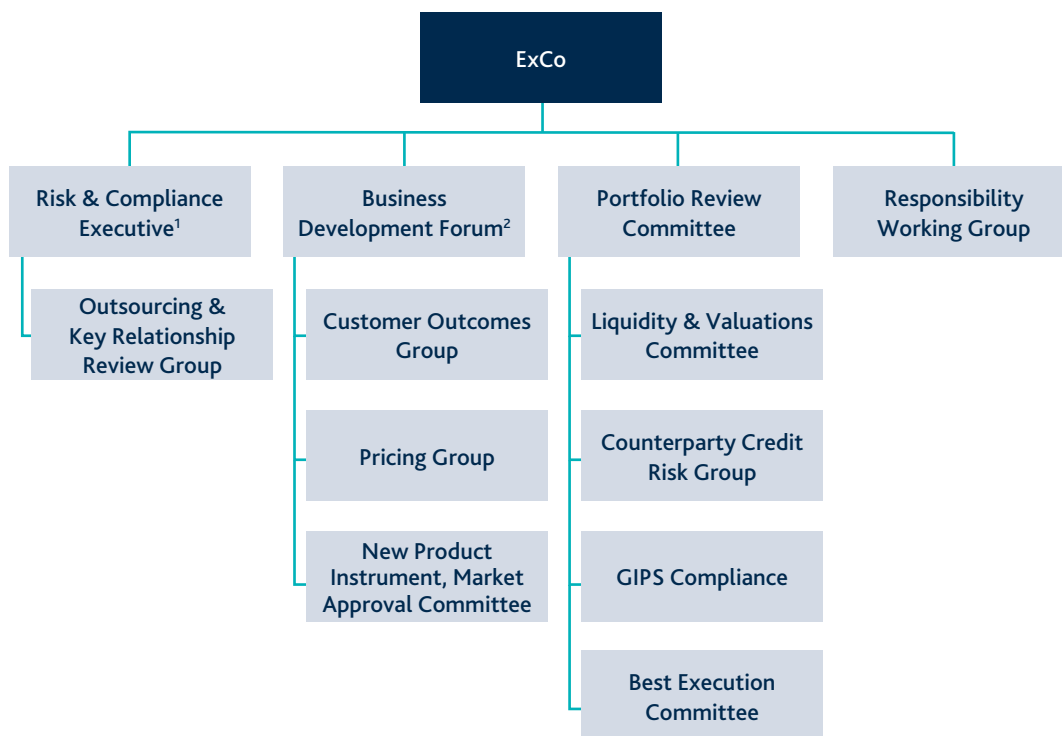 ExCo
Risk & Compliance
Executive¹
Business
Development Forum²
Portfolio Review
Committee
Responsibility
Working Group
Outsourcing &
Key Relationship
Review Group
Customer Outcomes
Group
Liquidity & Valuations
Committee
Pricing Group
Counterparty Credit
Risk Group
New Product
Instrument, Market
Approval Committee
GIPS Compliance
Best Execution
Committee